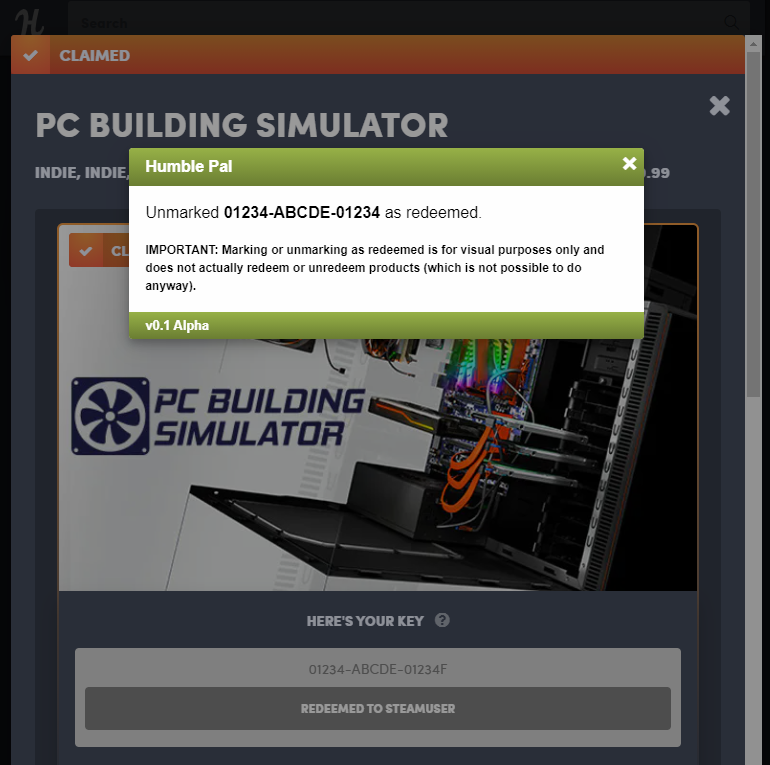 Search
CLAIMED
PC BUILDING SIMULATOR
INDIE, INDIE,
.99
Humble Pal
Unmarked 01234-ABCDE-01234 as redeemed.
IMPORTANT: Marking or unmarking as redeemed is for visual purposes only and
does not actually redeem or unredeem products (which is not possible to do
anyway).
v0.1 Alpha
CL
PC BUILDING
SIMULATOR
HERE'S YOUR KEY ?
01234-ABCDE-01234F
REDEEMED TO STEAMUSER